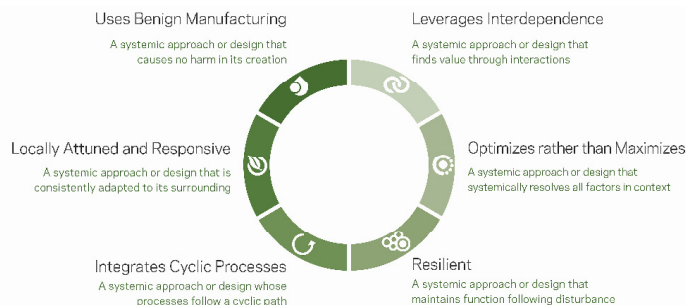 Uses Benign Manufacturing
A systemic approach or design that
causes no harm in its creation
Leverages Interdependence
A systemic approach or design that
finds value through interactions
Locally Attuned and Responsive
A systemic approach or design that is
consistently adapted to its surrounding
Optimizes rather than Maximizes
A systemic approach or design that
systemically resolves all factors in context
Integrates Cyclic Processes
A systemic approach or design whose
processes follow a cyclic path
Resilient
A systemic approach or design that
maintains function following disturbance